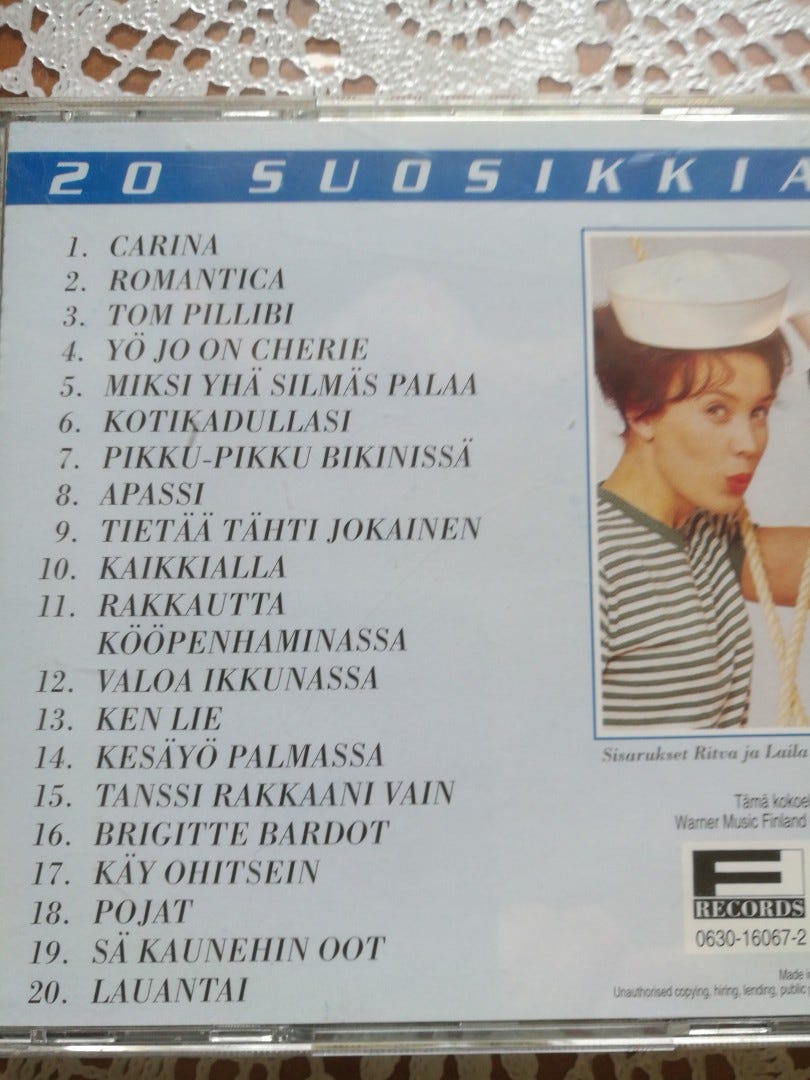 20 SUOSIKKIA
1. CARINA
2. ROMANTICA
3. TOM PILLIBI
4. YÖ JO ON CHERIE
5. MIKSI YHÄ SILMÄS PALAA
6. KOTIKADULLASI
7. PIKKU-PIKKU BIKINISSÄ
8. APASSI
9. TIETÄÄ TÄHTI JOKAINEN
10. KAIKKIALLA
11. RAKKAUTTA
KÖÖPENHAMINASSA
12. VALOA IKKUNASSA
13. KEN LIE
14. KESÄYÖ PALMASSA
15. TANSSI RAKKAANI VAIN
16. BRIGITTE BARDOT
17. KÄY OHITSEIN
18. POJAT
19. SÄ KAUNEHIN OOT
20. LAUANTAI
Sisarukset Ritva ja Laila
Tämä kokoel
Warner Music Finland
F
RECORDS
0630-16067-2
Made in
Unauthorised copying, hiring, lending, public